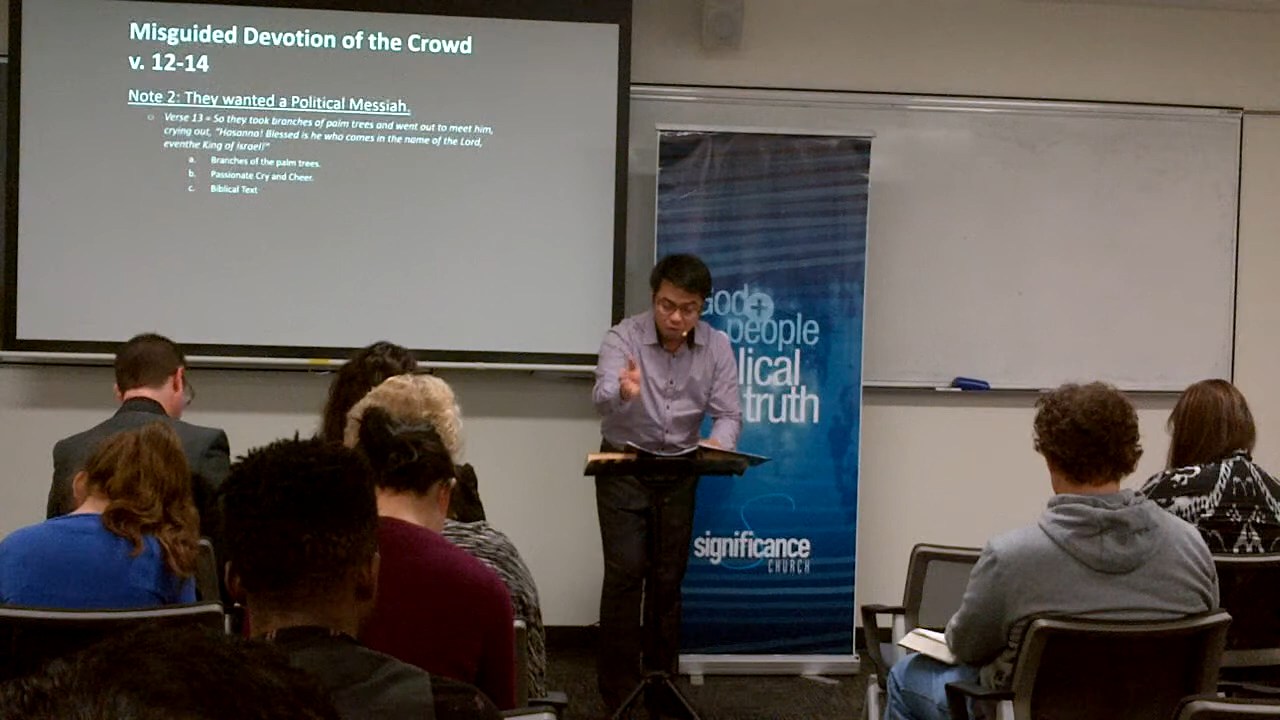 Misguided Devotion of the Crowd
v. 12-14
Note 2: They wanted a Political Messiah.
Verse 13 = So they took branches of palm trees and went out to meet him,
crying out, "Hosanna! Blessed is he who comes in the name of the Lord,
eventhe King of Israel!"
a. Branches of the palm trees.
b. Passionate Cry and Cheer.
c. Biblical Text
God +
people
lical
truth
significance
CHURCH